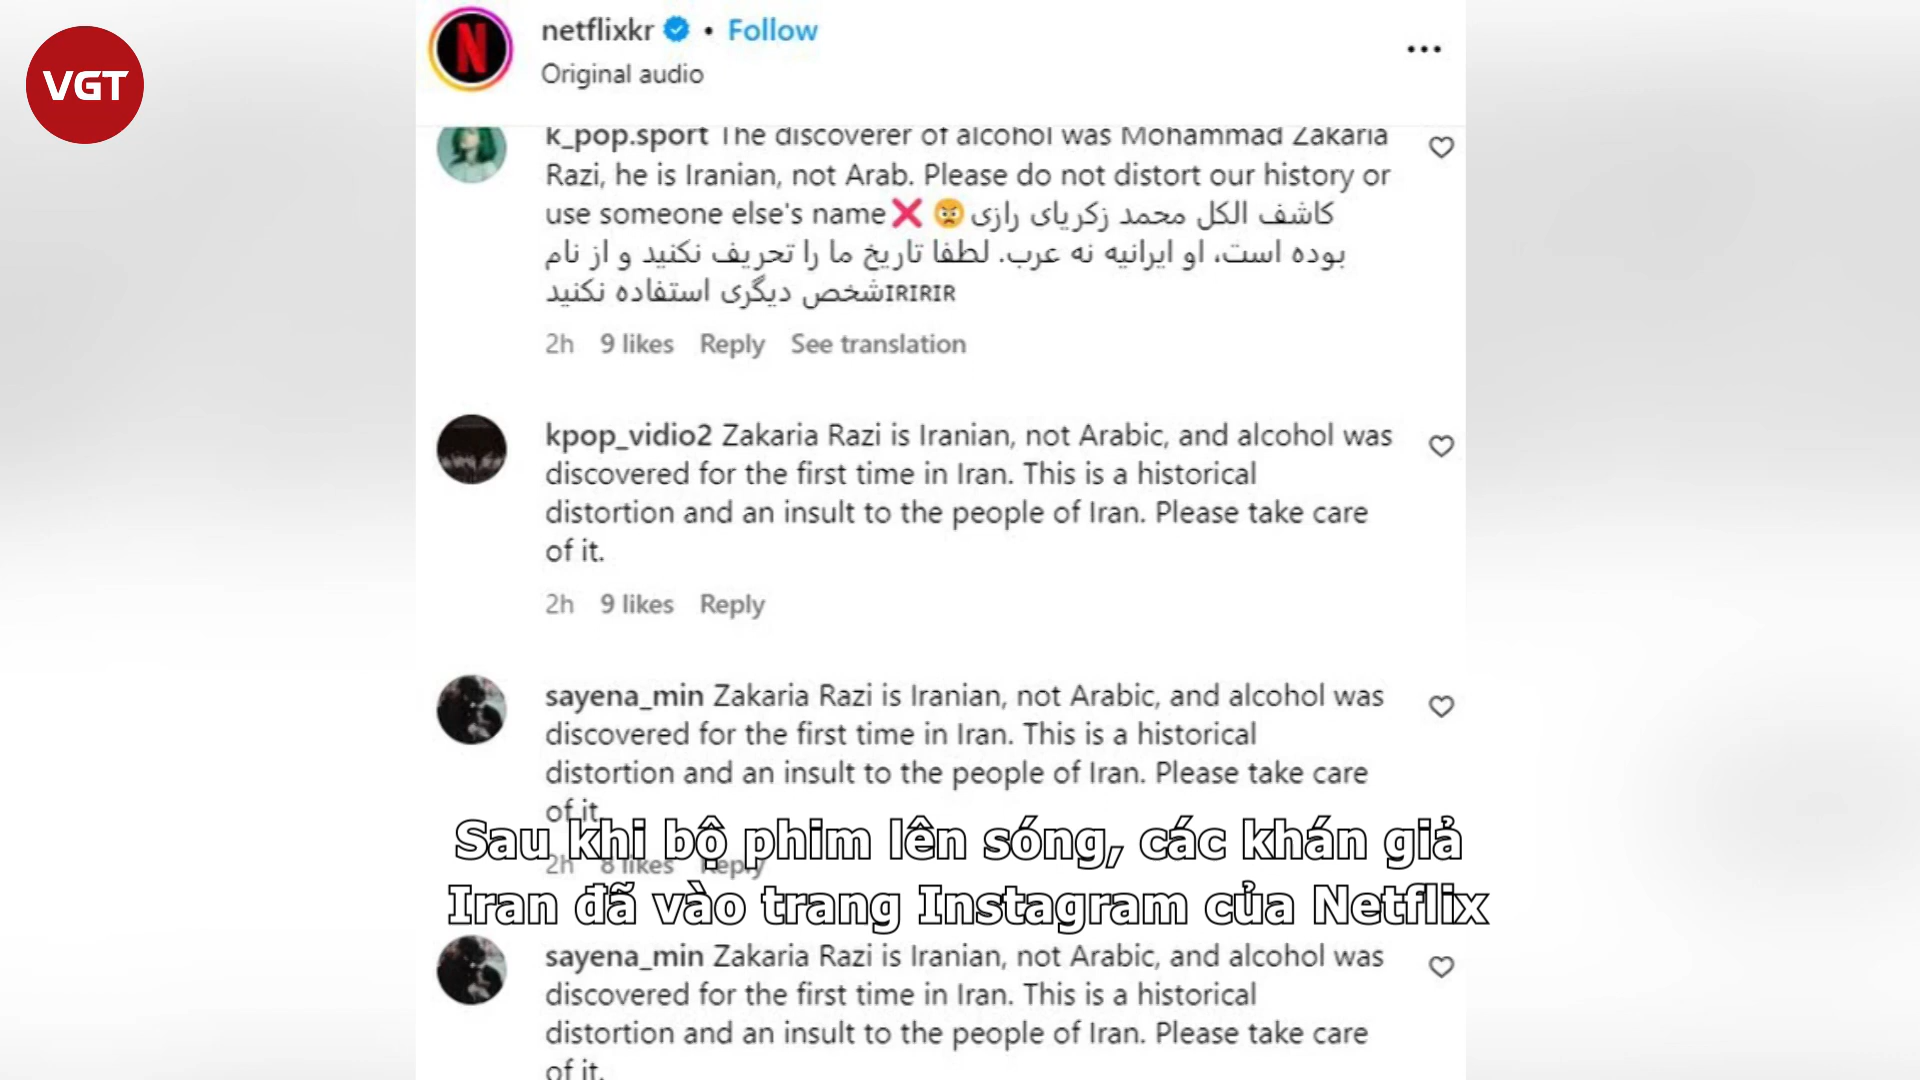 VGT
netflixkr • Follow
Original audio
k_pop.sport The discoverer of alcohol was Mohammad Zakaria
Razi, he is Iranian, not Arab. Please do not distort our history or
use someone else's name❌ 😠کاشف الکل محمد زکریای رازی
بوده است، او ایرانیه نه عرب. لطفا تاریخ ما را تحریف نکنید و از نام
شخص دیگری استفاده نکنیدIRIRIR
2h 9 likes Reply See translation
kpop_vidio2 Zakaria Razi is Iranian, not Arabic, and alcohol was
discovered for the first time in Iran. This is a historical
distortion and an insult to the people of Iran. Please take care
of it.
2h 9 likes Reply
sayena_min Zakaria Razi is Iranian, not Arabic, and alcohol was
discovered for the first time in Iran. This is a historical
distortion and an insult to the people of Iran. Please take care
of it.
2h 8 likes Reply
Sau khi bộ phim lên sóng, các khán giả
Iran đã vào trang Instagram của Netflix
sayena_min Zakaria Razi is Iranian, not Arabic, and alcohol was
discovered for the first time in Iran. This is a historical
distortion and an insult to the people of Iran. Please take care
of it.